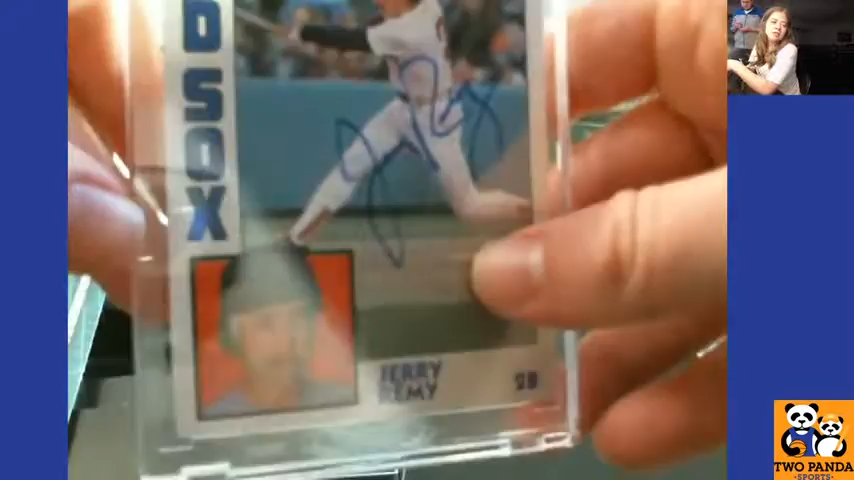 D SOX
JERRY
REMY
2B
TWO PANDA
-SPORTS-